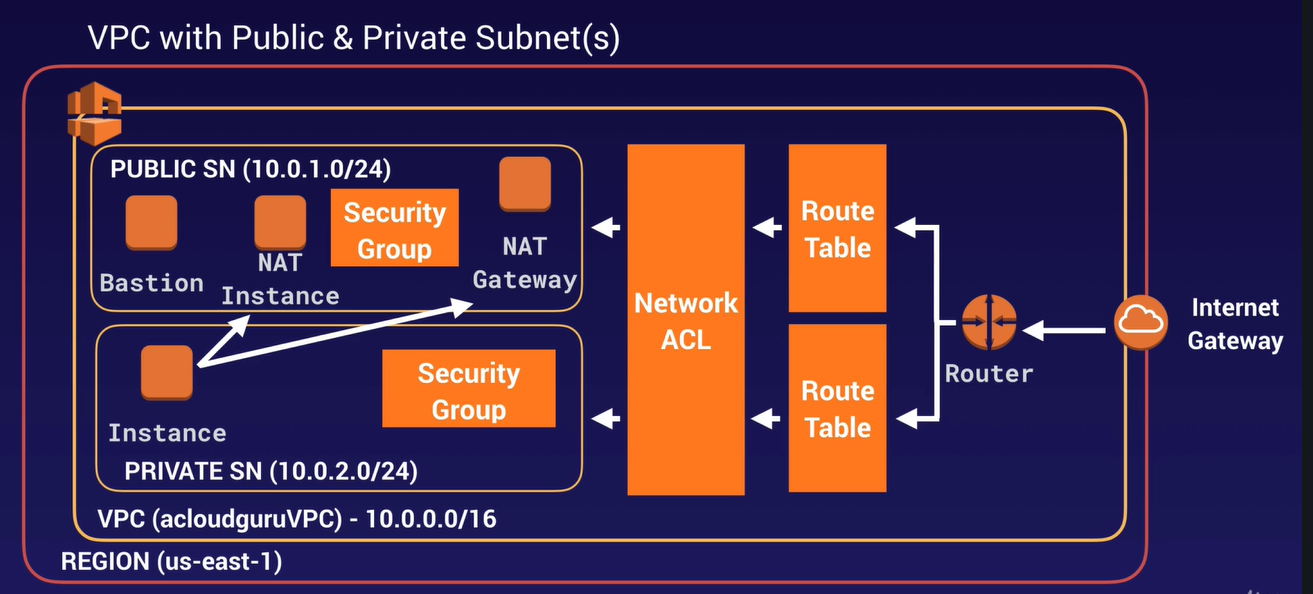 VPC with Public & Private Subnet(s)
PUBLIC SN (10.0.1.0/24)
Bastion
NAT
Instance
Security
Group
NAT
Gateway
Instance
Security
Group
PRIVATE SN (10.0.2.0/24)
VPC (acloudguruVPC) - 10.0.0.0/16
REGION (us-east-1)
Network
ACL
Route
Table
Route
Table
Router
Internet
Gateway